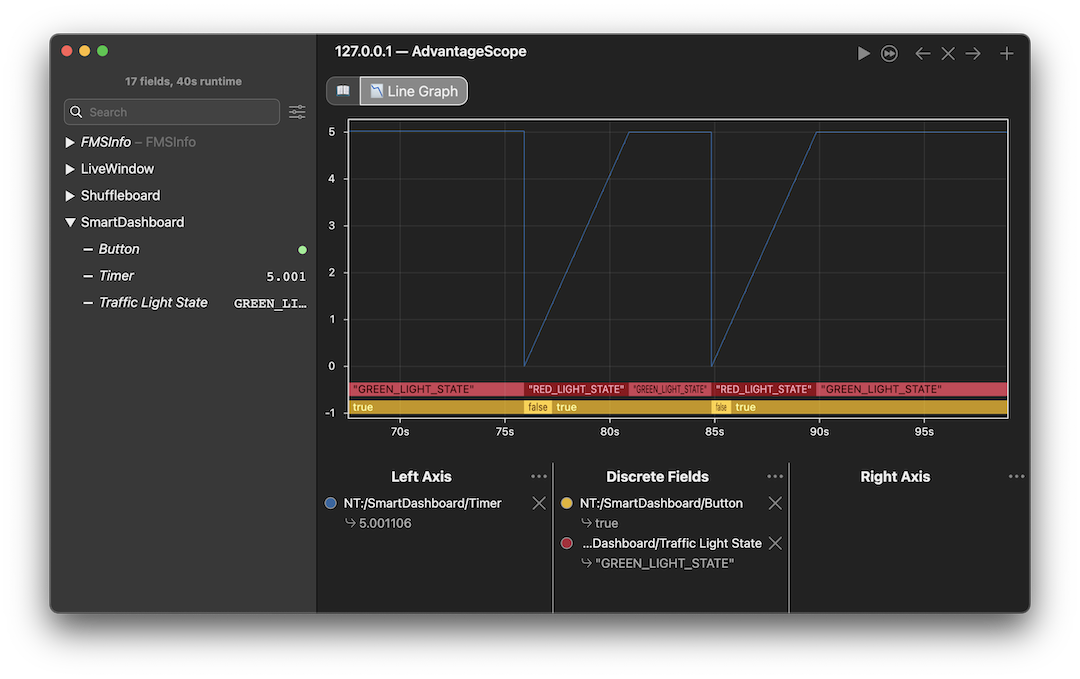 127.0.0.1 — AdvantageScope
17 fields, 40s runtime
Search
FMSInfo – FMSInfo
LiveWindow
Shuffleboard
SmartDashboard
Button
Timer 5.001
Traffic Light State GREEN_LI…
Line Graph
5
4
3
2
1
0
-1
"GREEN_LIGHT_STATE" "RED_LIGHT_STATE" "GREEN_LIGHT_STATE" "RED_LIGHT_STATE" "GREEN_LIGHT_STATE"
true false true false true
70s 75s 80s 85s 90s 95s
Left Axis
NT:/SmartDashboard/Timer
5.001106
Discrete Fields
NT:/SmartDashboard/Button
true
...Dashboard/Traffic Light State
"GREEN_LIGHT_STATE"
Right Axis